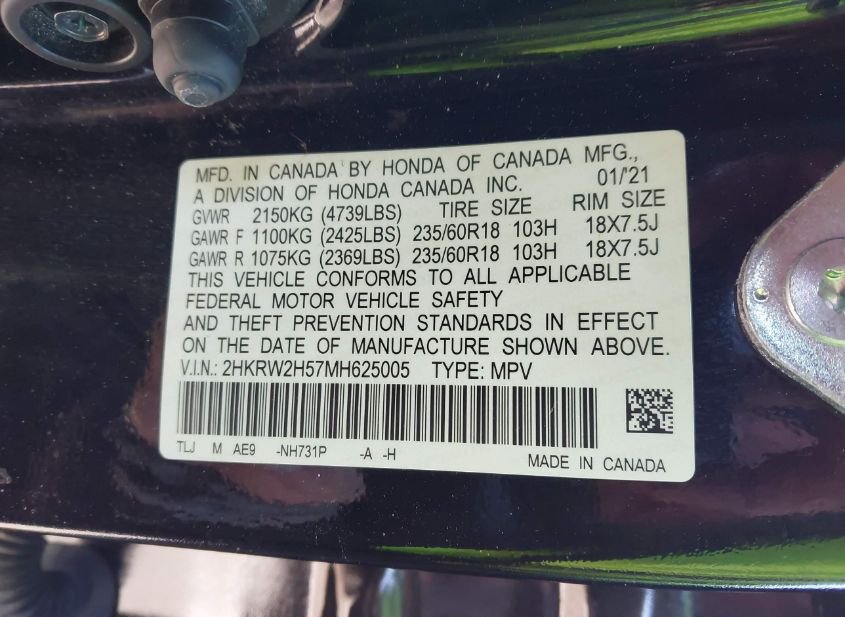 MFD. IN CANADA BY HONDA OF CANADA MFG.,
A DIVISION OF HONDA CANADA INC. 01/'21
GVWR 2150KG (4739LBS) TIRE SIZE RIM SIZE
GAWR F 1100KG (2425LBS) 235/60R18 103H 18X7.5J
GAWR R 1075KG (2369LBS) 235/60R18 103H 18X7.5J
THIS VEHICLE CONFORMS TO ALL APPLICABLE
FEDERAL MOTOR VEHICLE SAFETY
AND THEFT PREVENTION STANDARDS IN EFFECT
ON THE DATE OF MANUFACTURE SHOWN ABOVE.
V.I.N.: 2HKRW2H57MH625005 TYPE: MPV
TLJ M AE9 -NH731P -A -H
MADE IN CANADA